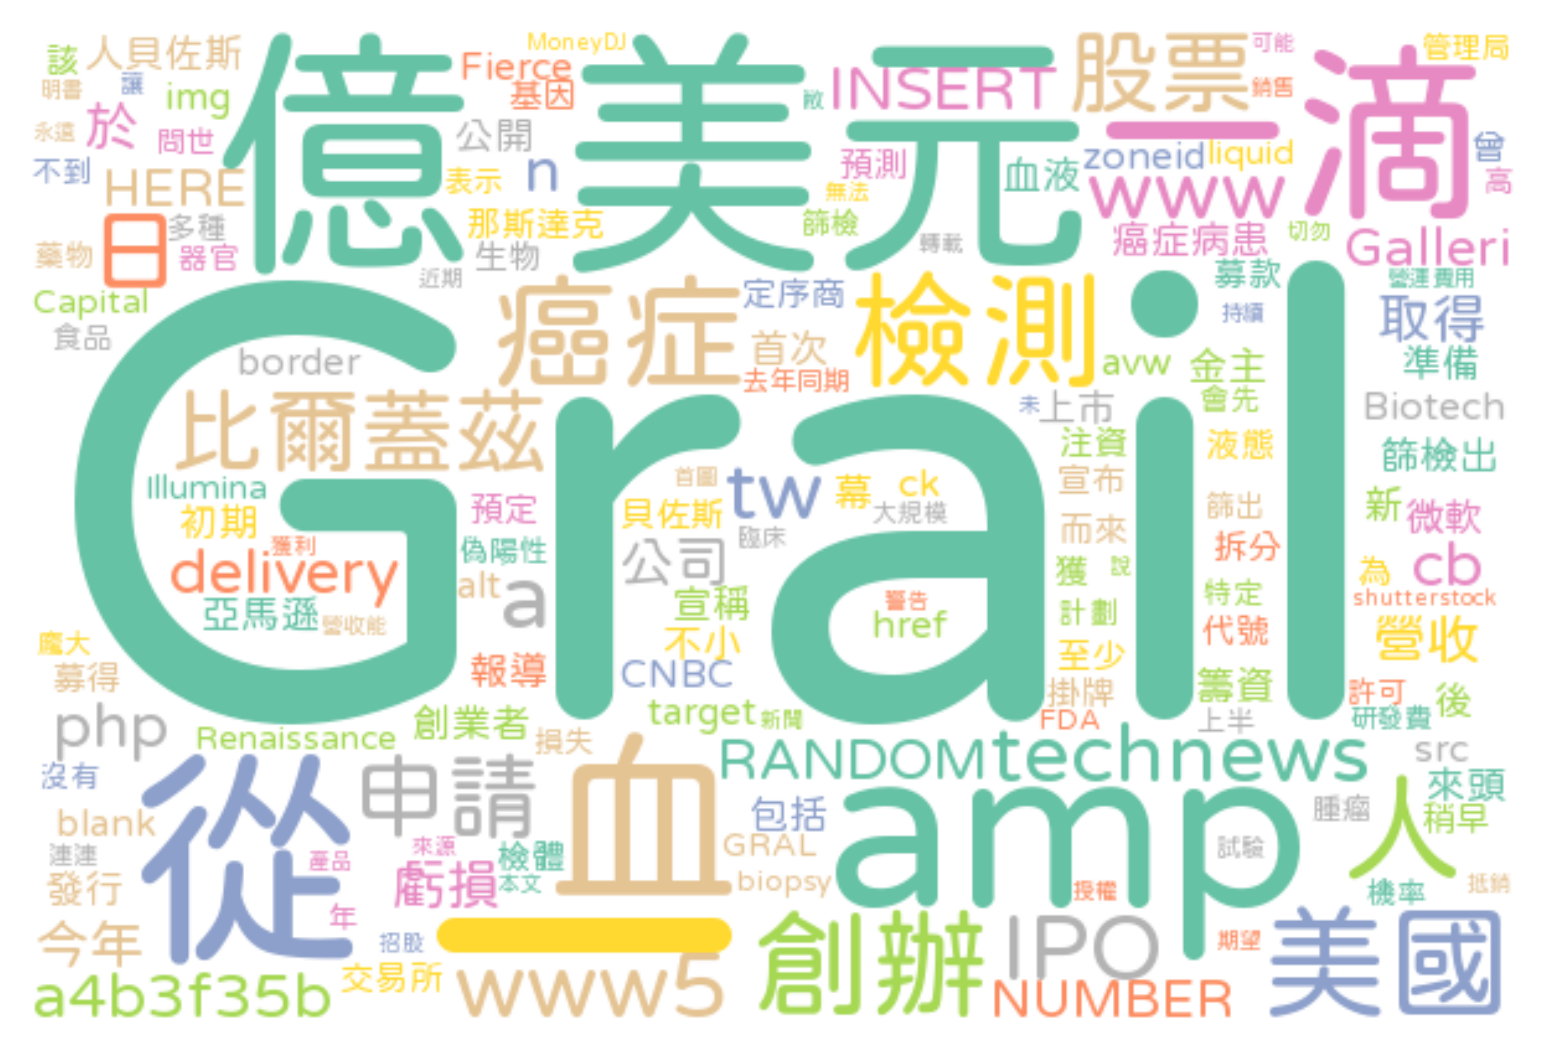 該 人貝佐斯 MoneyDJ 股票 可能 管理局
明書 讓 img Fierce 基因 億 美元 散 INSERT 銷售 一 滴
永遠 於 問世 公開 曾
不到 HERE 表示 n 預測 血液 zoneid liquid 高
日 多種 那斯達克 無法 篩檢 www 癌症病患 切勿
藥物 器官 生物 轉載 Galleri
近期 募款 營運費用
Capital 癌症 定序商 檢測 持續 取得
食品 border 首次 avw 金主 準備
比爾蓋茲 去年同期 未 上市 會先 Biotech
Grail
注資 液態 篩檢出
Illumina 首圖 tw 幕 ck 宣布
初期 預定 貝佐斯 大規模 篩出 新 微軟
獲利 偽陽性 公司 臨床 而來 拆分
delivery alt a 獲 說 為 cb
亞馬遜 營收能 宣稱 警告 計劃 特定 shutterstock
龐大 不小 href 代號 營收
募得 報導 CNBC 至少 籌資
php 創業者 target 新聞 掛牌 許可 後
Renaissance 損失 FDA 上半 研發費
沒有 從 申請 血 RANDOM technews src
包括 amp 腫瘤 來頭
blank 來源 檢體 GRAL 試驗 人 稍早
漣漣 產品 虧損 本文 biopsy 授權 機率 抵銷
發行 年
今年 招股 一 創辦 IPO 期望 美國
a4b3f35b 交易所 www5 NUMBER